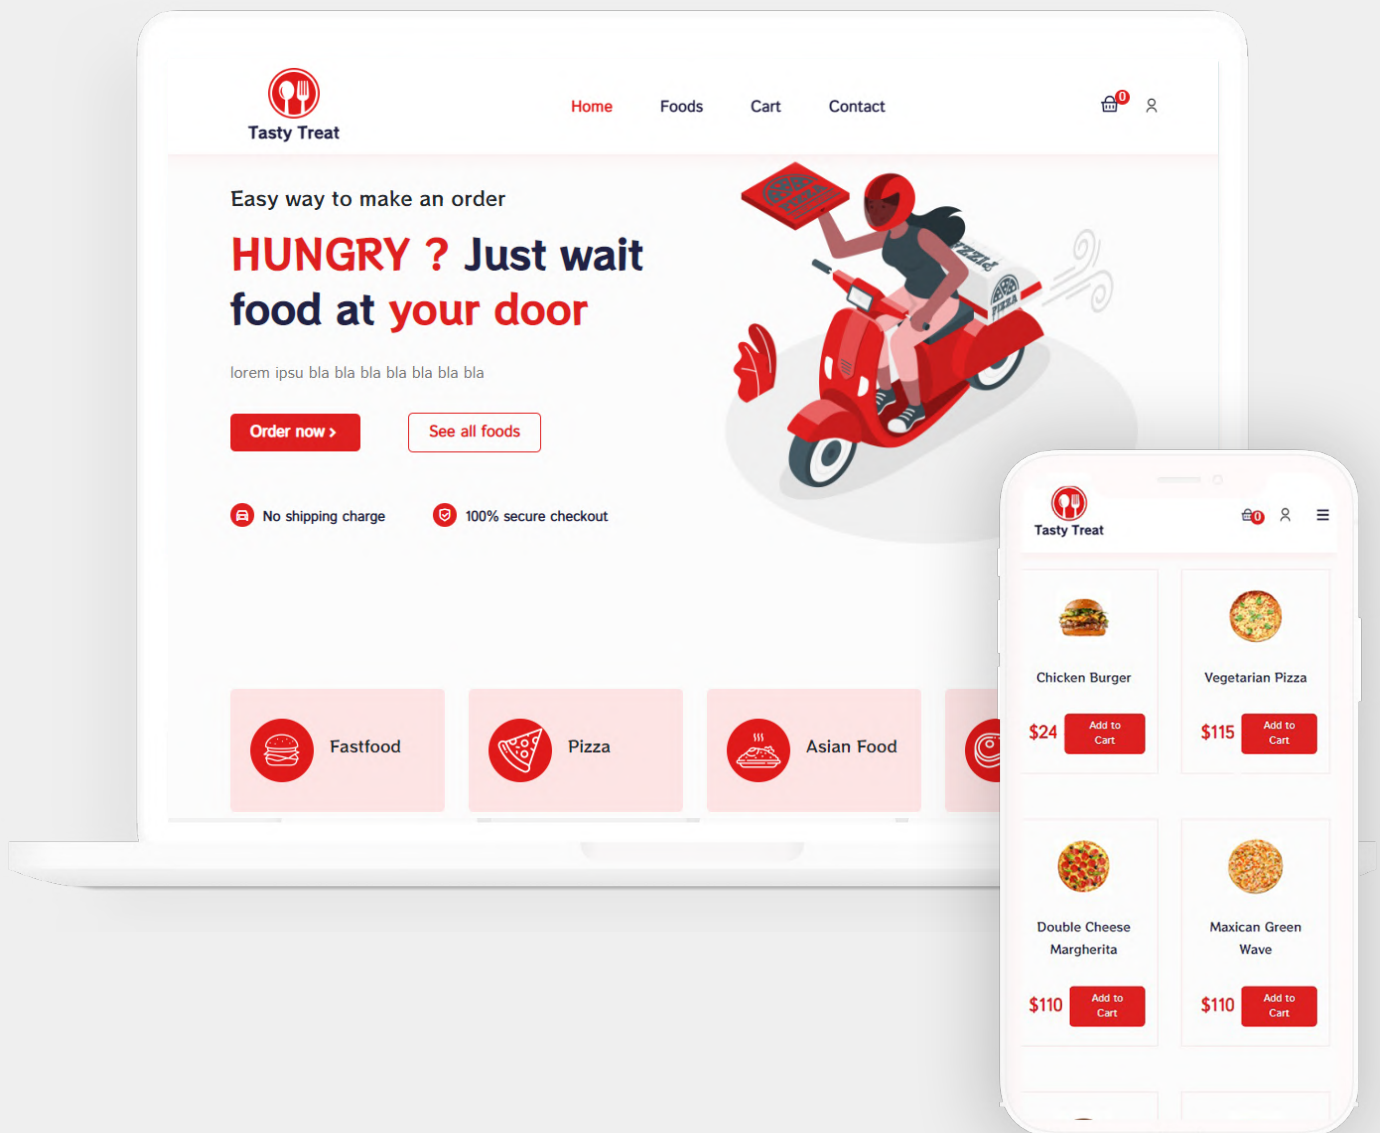 Tasty Treat
Home Foods Cart Contact
0
Easy way to make an order
HUNGRY ? Just wait
food at your door
lorem ipsu bla bla bla bla bla bla bla
Order now >
See all foods
No shipping charge
100% secure checkout
PIZZA
PIZZA
PIZZA
Fastfood
Pizza
Asian Food
Tasty Treat
0
Chicken Burger
$24
Add to
Cart
Vegetarian Pizza
$115
Add to
Cart
Double Cheese
Margherita
$110
Add to
Cart
Maxican Green
Wave
$110
Add to
Cart